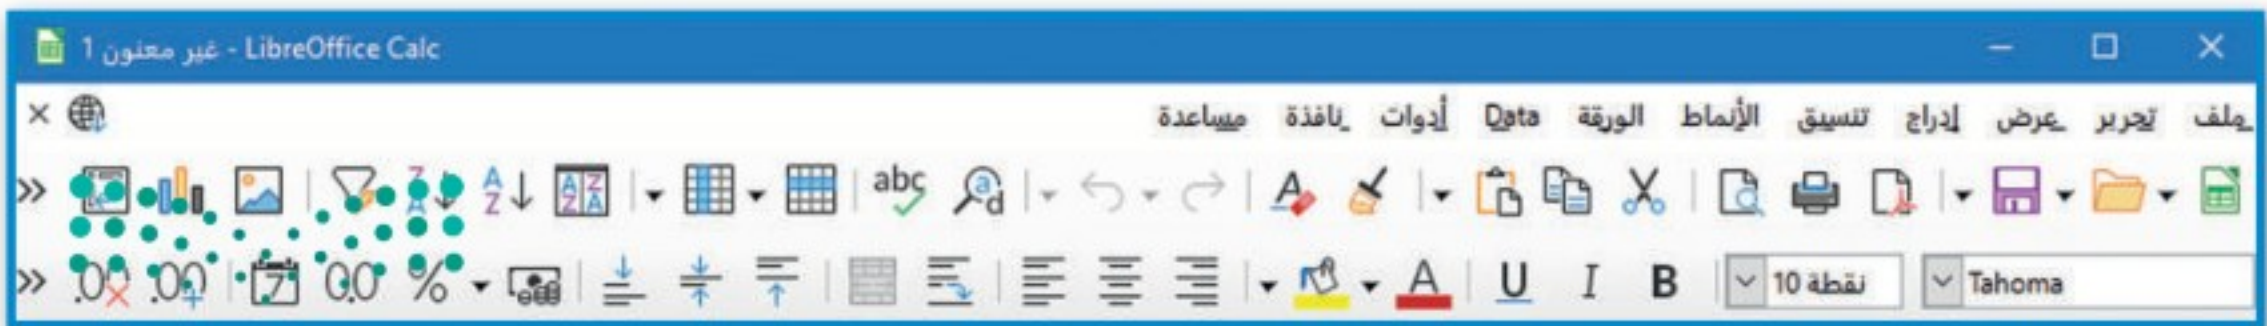 غير معنون 1 - LibreOffice Calc
ملف تحرير عرض إدراج تنسيق الأنماط الورقة Data أدوات نافذة مساعدة
Tahoma نقطة 10 B I U A